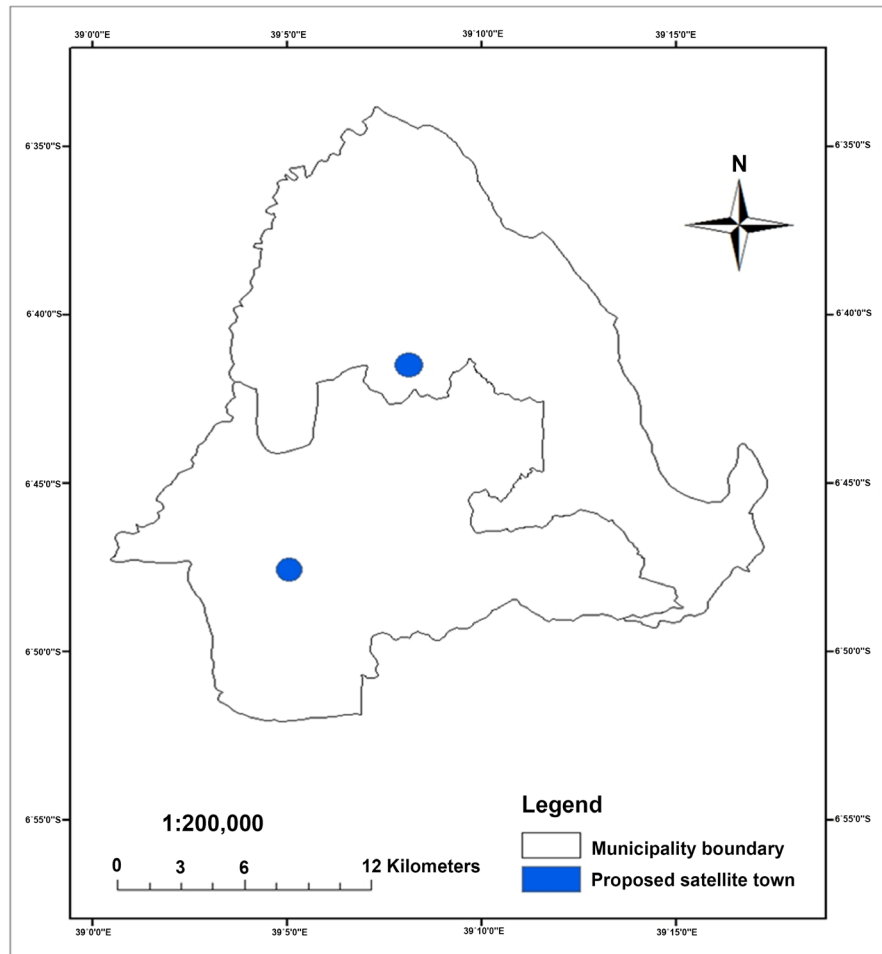 39°0'0"E 39°5'0"E 39°10'0"E 39°15'0"E
6°35'0"S 6°35'0"S
N
6°40'0"S 6°40'0"S
6°45'0"S 6°45'0"S
6°50'0"S 6°50'0"S
6°55'0"S 6°55'0"S
1:200,000
0 3 6 12 Kilometers
Legend
Municipality boundary
Proposed satellite town
39°0'0"E 39°5'0"E 39°10'0"E 39°15'0"E